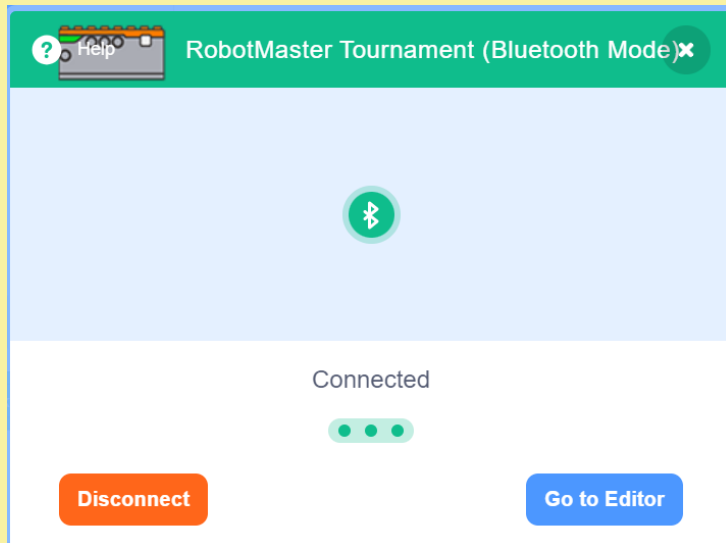 ? Help RobotMaster Tournament (Bluetooth Mode)
Connected
Disconnect Go to Editor